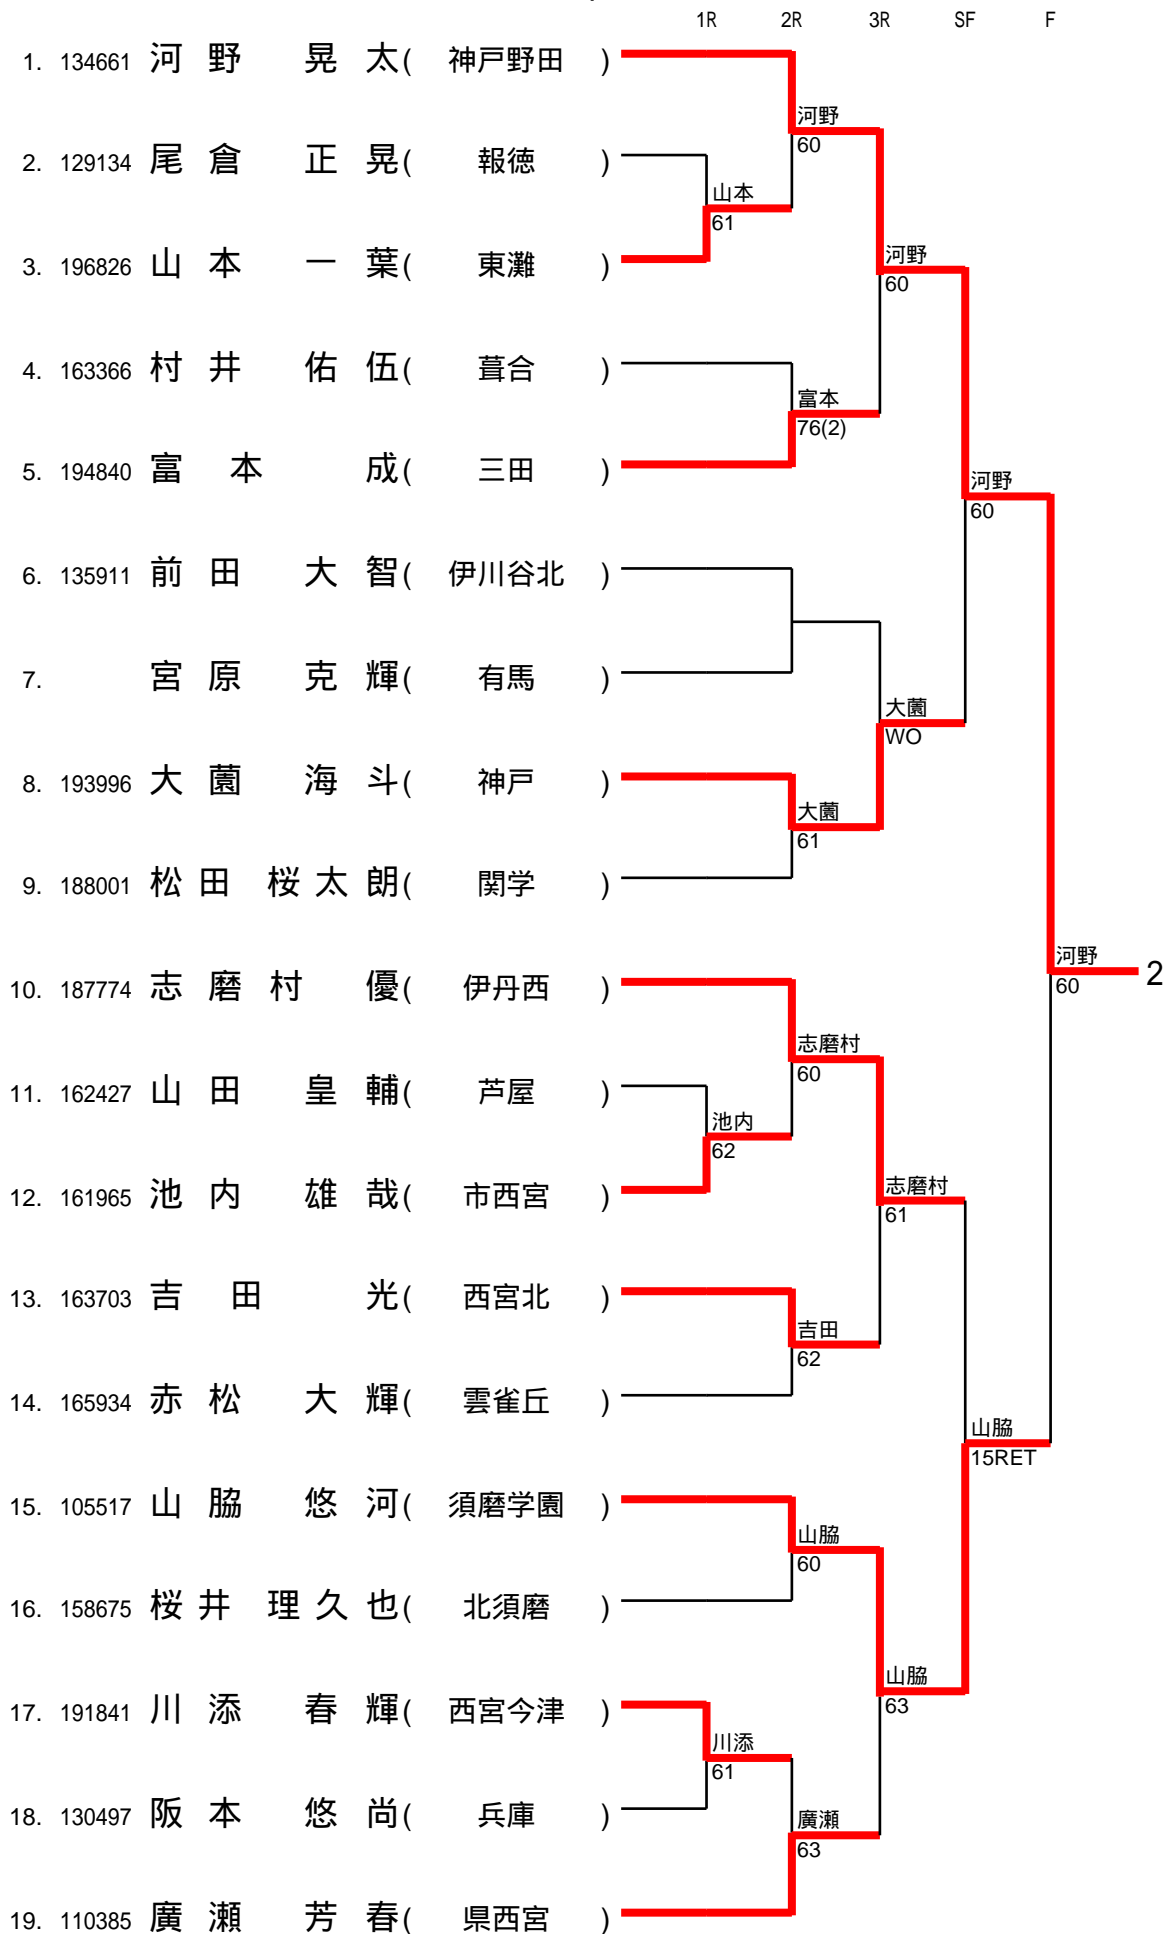 1R 2R 3R SF F
1. 134661 河野 晃太( 神戸野田 )
河野
60
2. 129134 尾倉 正晃( 報徳 )
山本
61
3. 196826 山本 一葉( 東灘 )
河野
60
4. 163366 村井 佑伍( 葺合 )
富本
76(2)
5. 194840 富本 成( 三田 )
河野
60
6. 135911 前田 大智( 伊川谷北 )
7. 宮原 克輝( 有馬 )
大薗
WO
8. 193996 大薗 海斗( 神戸 )
大薗
61
9. 188001 松田 桜太朗( 関学 )
河野
60
2
10. 187774 志磨村 優( 伊丹西 )
志磨村
60
11. 162427 山田 皇輔( 芦屋 )
池内
62
12. 161965 池内 雄哉( 市西宮 )
志磨村
61
13. 163703 吉田 光( 西宮北 )
吉田
62
14. 165934 赤松 大輝( 雲雀丘 )
山脇
15RET
15. 105517 山脇 悠河( 須磨学園 )
山脇
60
16. 158675 桜井 理久也( 北須磨 )
山脇
63
17. 191841 川添 春輝( 西宮今津 )
川添
61
18. 130497 阪本 悠尚( 兵庫 )
廣瀬
63
19. 110385 廣瀬 芳春( 県西宮 )